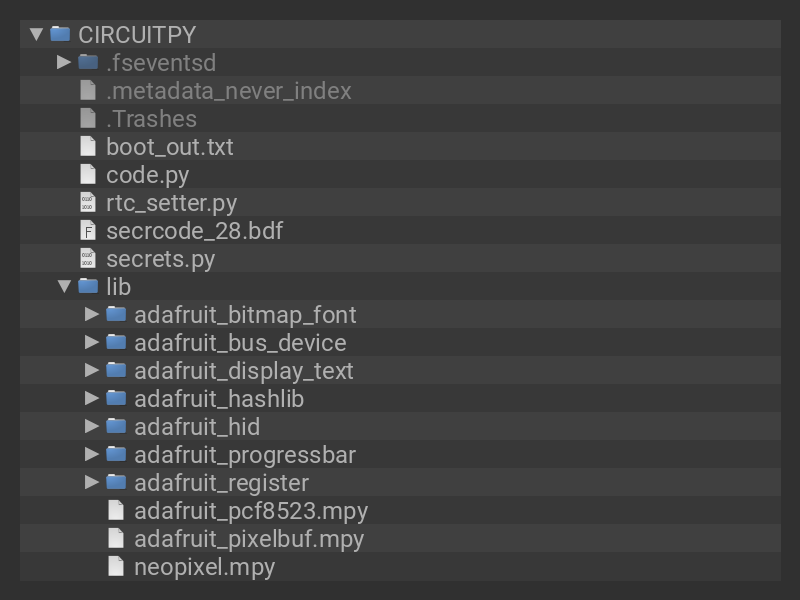 CIRCUITPY
.fseventsd
.metadata_never_index
.Trashes
boot_out.txt
code.py
rtc_setter.py
secrcode_28.bdf
secrets.py
lib
adafruit_bitmap_font
adafruit_bus_device
adafruit_display_text
adafruit_hashlib
adafruit_hid
adafruit_progressbar
adafruit_register
adafruit_pcf8523.mpy
adafruit_pixelbuf.mpy
neopixel.mpy